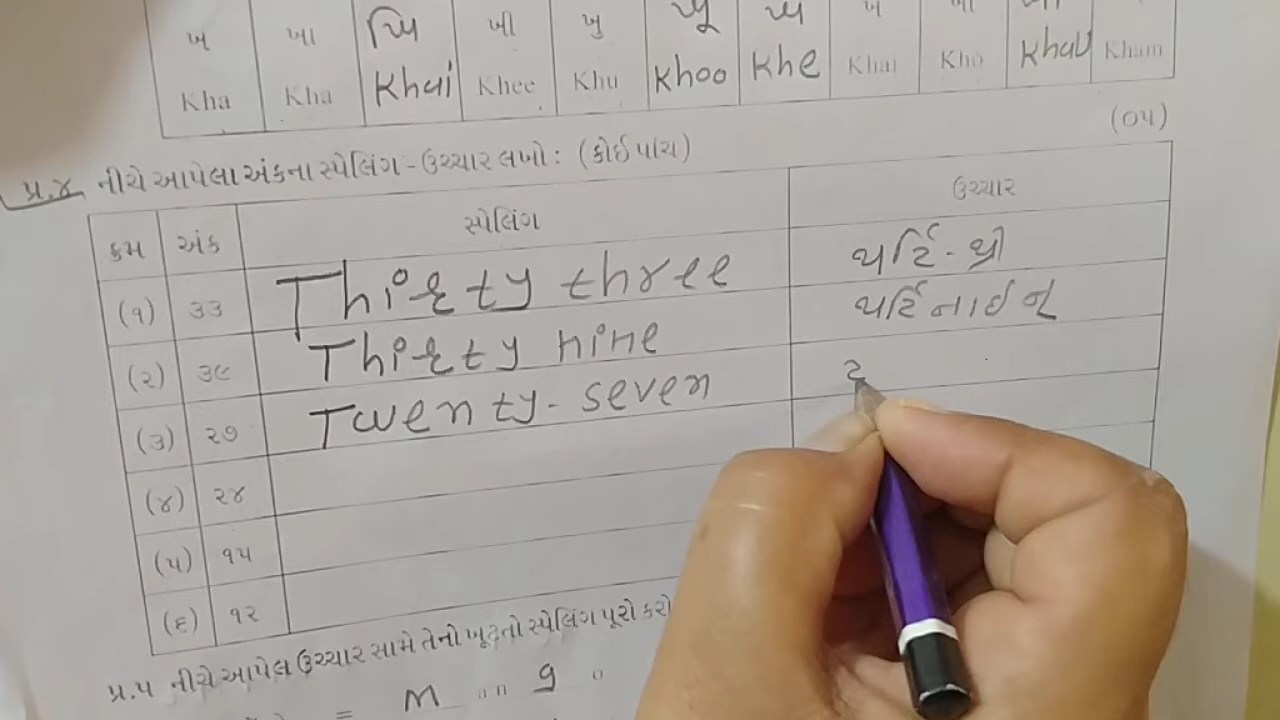 ખ ખા ખિ ખી ખુ ખૂ ખે
Kha Kha Khai Khee Khu Khoo Khe Khai Kho Khau Kham
(૦૫)
પ્ર.૪ નીચે આપેલા અંકના સ્પેલિંગ-ઉચ્ચાર લખો: (કોઈ પાંચ)
ક્રમ અંક સ્પેલિંગ ઉચ્ચાર
(૧) ૩૩ Thirty three થર્ટિ-થ્રી
(૨) ૩૯ Thirty nine થર્ટિ નાઇન્
(૩) ૨૭ Twenty-seven
(૪) ૨૪
(૫) ૧૫
(૬) ૧૨
પ્ર.૫ નીચે આપેલ ઉચ્ચાર સામે તેનો ખૂટતો સ્પેલિંગ પૂરો કરો
= m g